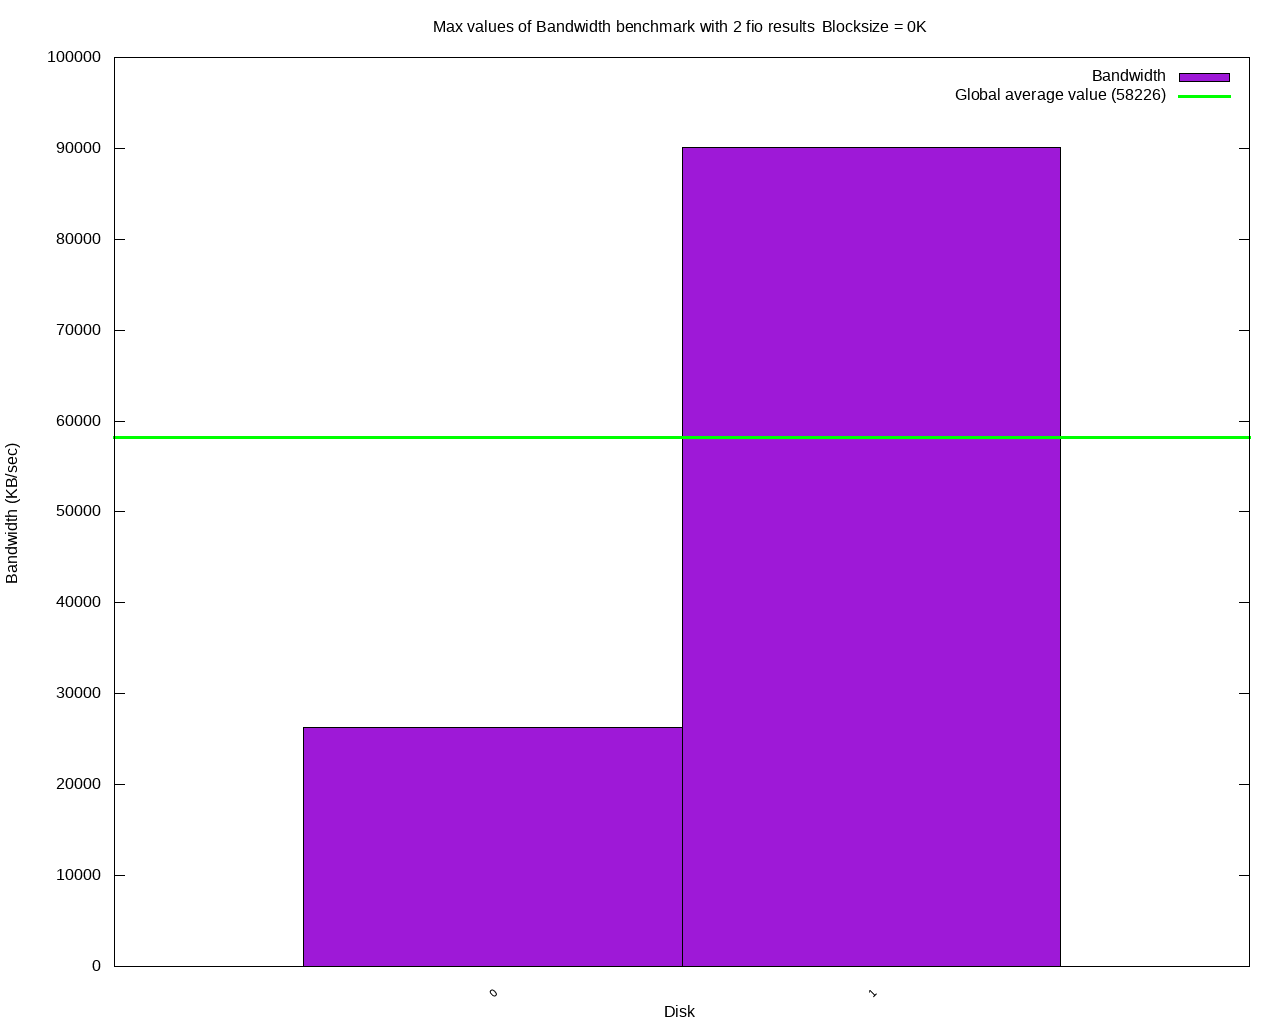 Max values of Bandwidth benchmark with 2 fio results Blocksize = 0K
Bandwidth
Global average value (58226)
100000
90000
80000
70000
60000
50000
40000
30000
20000
10000
0
Bandwidth (KB/sec)
0
1
Disk